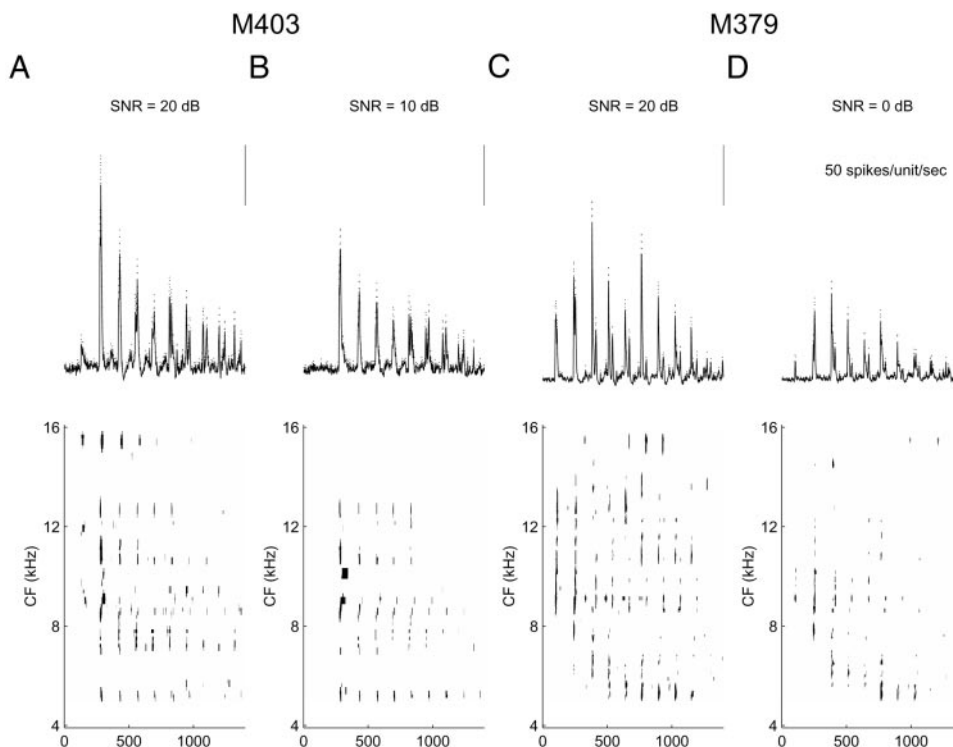 M403 M379
A B C D
SNR = 20 dB SNR = 10 dB SNR = 20 dB SNR = 0 dB
50 spikes/unit/sec
16 16 16 16
12 12 12 12
CF (kHz) CF (kHz) CF (kHz) CF (kHz)
8 8 8 8
4 4 4 4
0 500 1000 0 500 1000 0 500 1000 0 500 1000